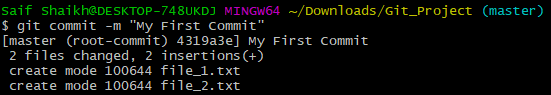 Saif Shaikh@DESKTOP-748UKDJ MINGW64 ~/Downloads/Git_Project (master)
$ git commit -m "My First Commit"
[master (root-commit) 4319a3e] My First Commit
 2 files changed, 2 insertions(+)
 create mode 100644 file_1.txt
 create mode 100644 file_2.txt